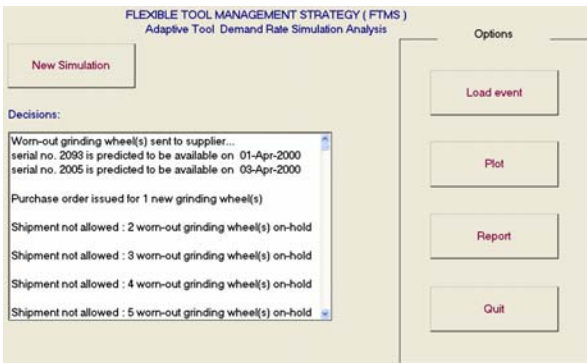 FLEXIBLE TOOL MANAGEMENT STRATEGY ( FTMS )
Adaptive Tool Demand Rate Simulation Analysis
Options
New Simulation
Load event
Decisions:
Worn-out grinding wheel(s) sent to supplier...
serial no. 2093 is predicted to be available on 01-Apr-2000
serial no. 2005 is predicted to be available on 03-Apr-2000
Purchase order issued for 1 new grinding wheel(s)
Shipment not allowed : 2 worn-out grinding wheel(s) on-hold
Shipment not allowed : 3 worn-out grinding wheel(s) on-hold
Shipment not allowed : 4 worn-out grinding wheel(s) on-hold
Shipment not allowed : 5 worn-out grinding wheel(s) on-hold
Plot
Report
Quit